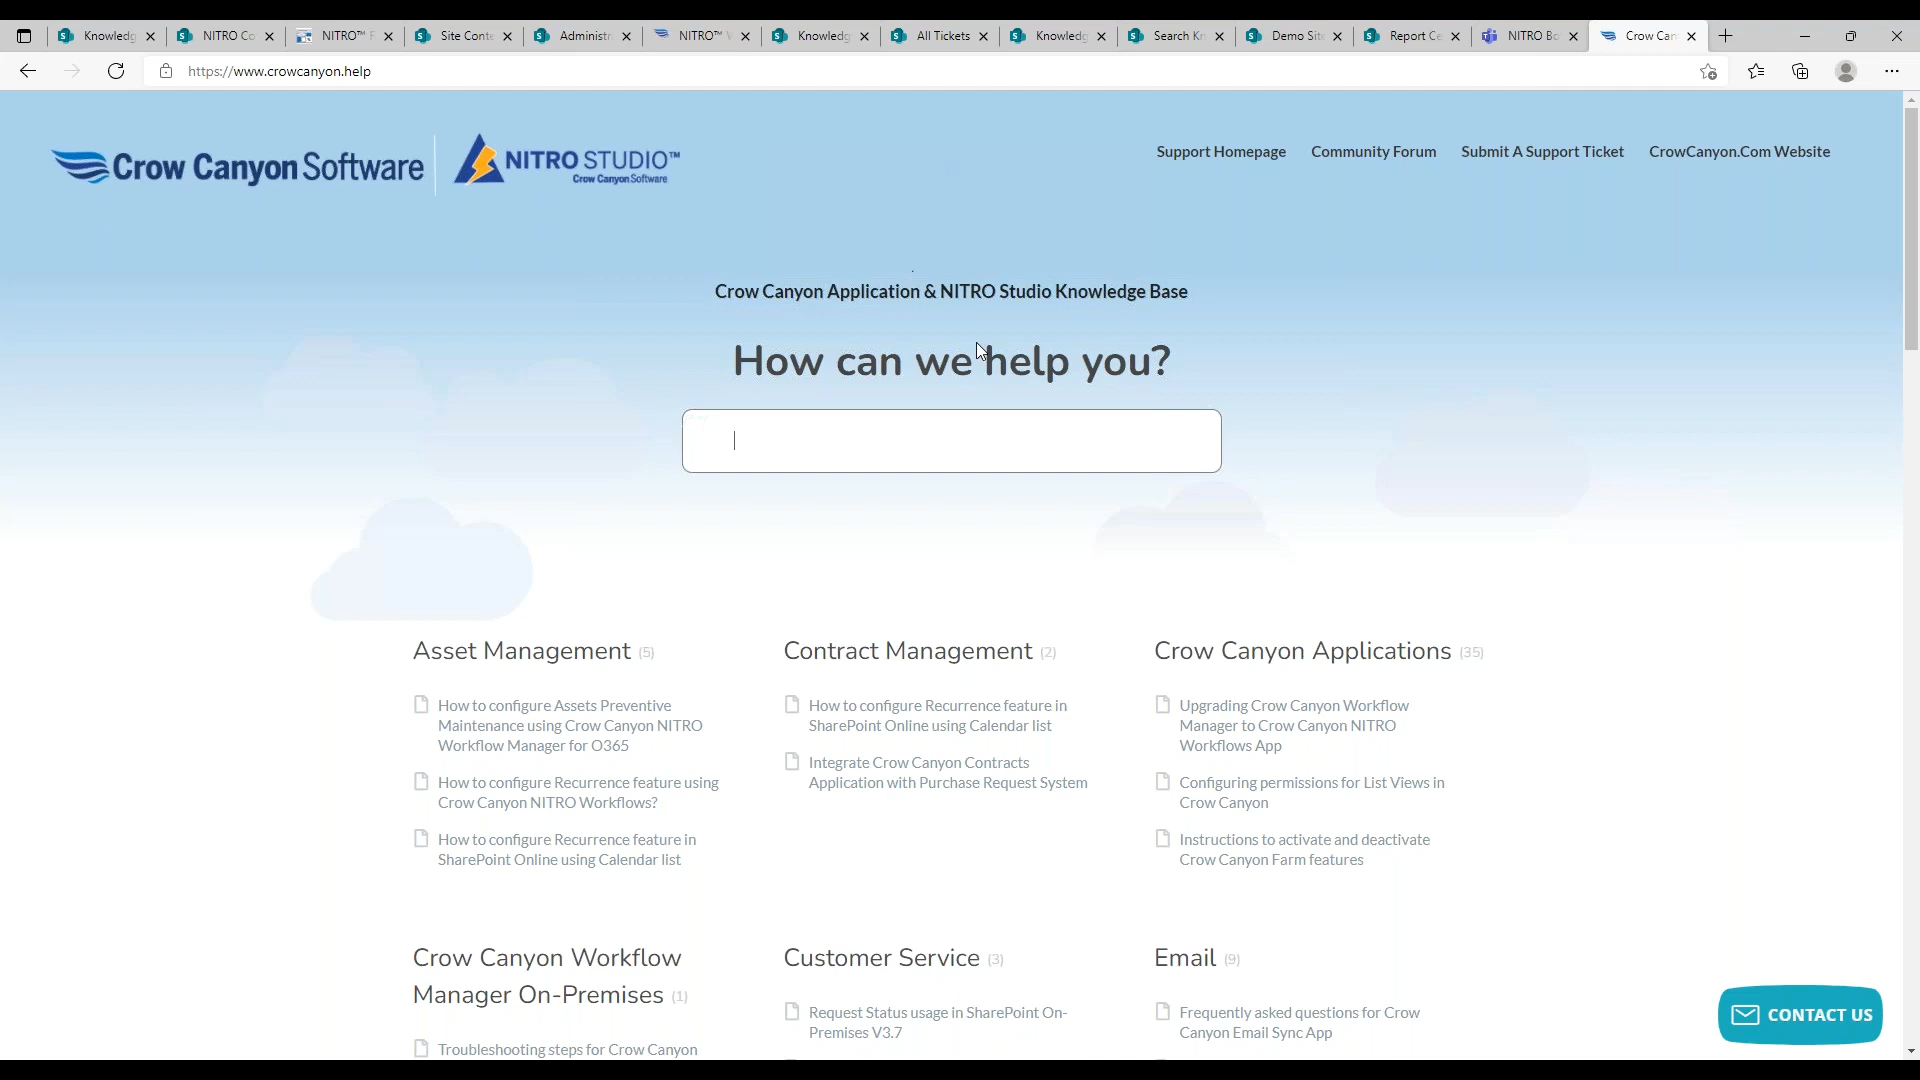 Knowledg
NITRO Co
NITRO™ F
Site Conte
Administr
NITRO™ W
Knowledg
All Tickets
Knowledg
Search Kn
Demo Site
Report Ce
NITRO Bo
Crow Can
https://www.crowcanyon.help
Crow Canyon Software
NITRO STUDIO™
Crow Canyon Software
Support Homepage
Community Forum
Submit A Support Ticket
CrowCanyon.Com Website
Crow Canyon Application & NITRO Studio Knowledge Base
How can we help you?
Asset Management (5)
How to configure Assets Preventive
Maintenance using Crow Canyon NITRO
Workflow Manager for O365
How to configure Recurrence feature using
Crow Canyon NITRO Workflows?
How to configure Recurrence feature in
SharePoint Online using Calendar list
Contract Management (2)
How to configure Recurrence feature in
SharePoint Online using Calendar list
Integrate Crow Canyon Contracts
Application with Purchase Request System
Crow Canyon Applications (35)
Upgrading Crow Canyon Workflow
Manager to Crow Canyon NITRO
Workflows App
Configuring permissions for List Views in
Crow Canyon
Instructions to activate and deactivate
Crow Canyon Farm features
Crow Canyon Workflow
Manager On-Premises (1)
Troubleshooting steps for Crow Canyon
Customer Service (3)
Request Status usage in SharePoint On-
Premises V3.7
Email (9)
Frequently asked questions for Crow
Canyon Email Sync App
CONTACT US